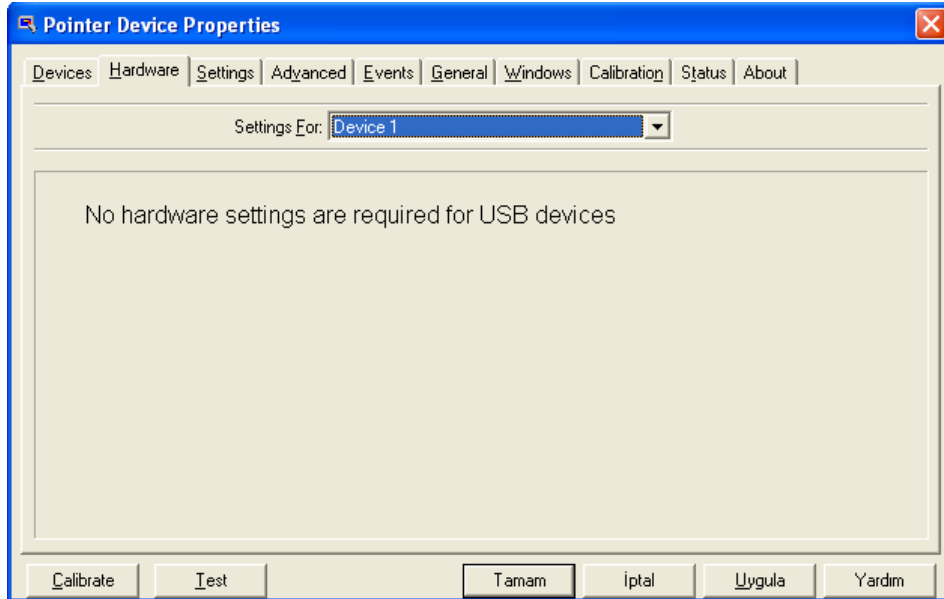 Pointer Device Properties
Devices Hardware Settings Advanced Events General Windows Calibration Status About
Settings For: Device 1
No hardware settings are required for USB devices
Calibrate Test Tamam İptal Uygula Yardım